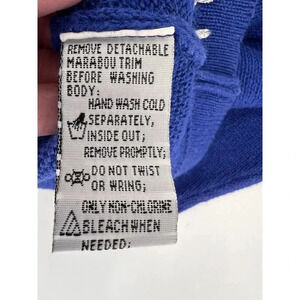 REMOVE DETACHABLE
MARABOU TRIM
BEFORE WASHING
BODY:
HAND WASH COLD
SEPARATELY,
INSIDE OUT;
REMOVE PROMPTLY;
DO NOT TWIST
OR WRING;
ONLY NON-CHLORINE
BLEACH WHEN
NEEDED;